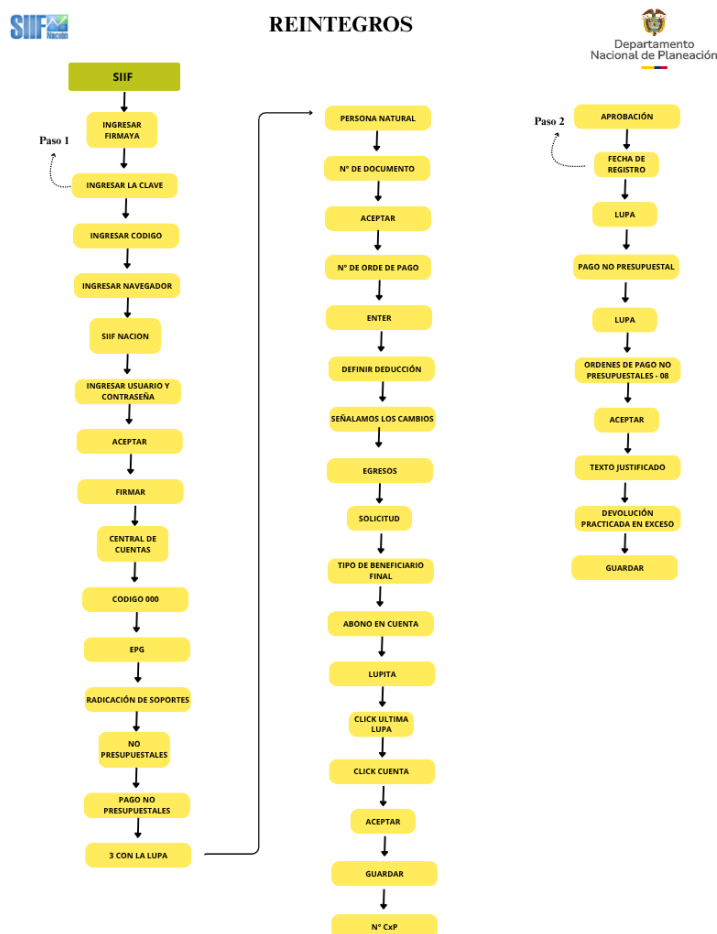 SIIF
Nación
REINTEGROS
Departamento
Nacional de Planeación
SIIF
INGRESAR
FIRMAYA
Paso 1
INGRESAR LA CLAVE
INGRESAR CODIGO
INGRESAR NAVEGADOR
SIIF NACION
INGRESAR USUARIO Y
CONTRASEÑA
ACEPTAR
FIRMAR
CENTRAL DE
CUENTAS
CODIGO 000
EPG
RADICACIÓN DE SOPORTES
NO
PRESUPUESTALES
PAGO NO
PRESUPUESTALES
3 CON LA LUPA
PERSONA NATURAL
N° DE DOCUMENTO
ACEPTAR
N° DE ORDE DE PAGO
ENTER
DEFINIR DEDUCCIÓN
SEÑALAMOS LOS CAMBIOS
EGRESOS
SOLICITUD
TIPO DE BENEFICIARIO
FINAL
ABONO EN CUENTA
LUPITA
CLICK ULTIMA
LUPA
CLICK CUENTA
ACEPTAR
GUARDAR
N° CxP
Paso 2
APROBACIÓN
FECHA DE
REGISTRO
LUPA
PAGO NO PRESUPUESTAL
LUPA
ORDENES DE PAGO NO
PRESUPUESTALES - 08
ACEPTAR
TEXTO JUSTIFICADO
DEVOLUCIÓN
PRACTICADA EN EXCESO
GUARDAR